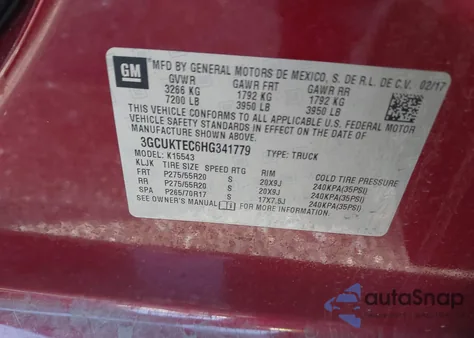 GM
MFD BY GENERAL MOTORS DE MEXICO, S. DE R.L. DE C.V. 02/17
GVWR GAWR FRT GAWR RR
3266 KG 1792 KG 1792 KG
7200 LB 3950 LB 3950 LB
THIS VEHICLE CONFORMS TO ALL APPLICABLE U.S. FEDERAL MOTOR
VEHICLE SAFETY STANDARDS IN EFFECT ON THE DATE OF
MANUFACTURE SHOWN ABOVE.
3GCUKTEC6HG341779 TYPE: TRUCK
MODEL: K15543
KLJK TIRE SIZE SPEED RTG RIM COLD TIRE PRESSURE
FRT P275/55R20 S 20X9J 240KPA(35PSI)
RR P275/55R20 S 20X9J 240KPA(35PSI)
SPA P265/70R17 S 17X7.5J 240KPA(35PSI)
SEE OWNER'S MANUAL FOR MORE INFORMATION.
autoSnap